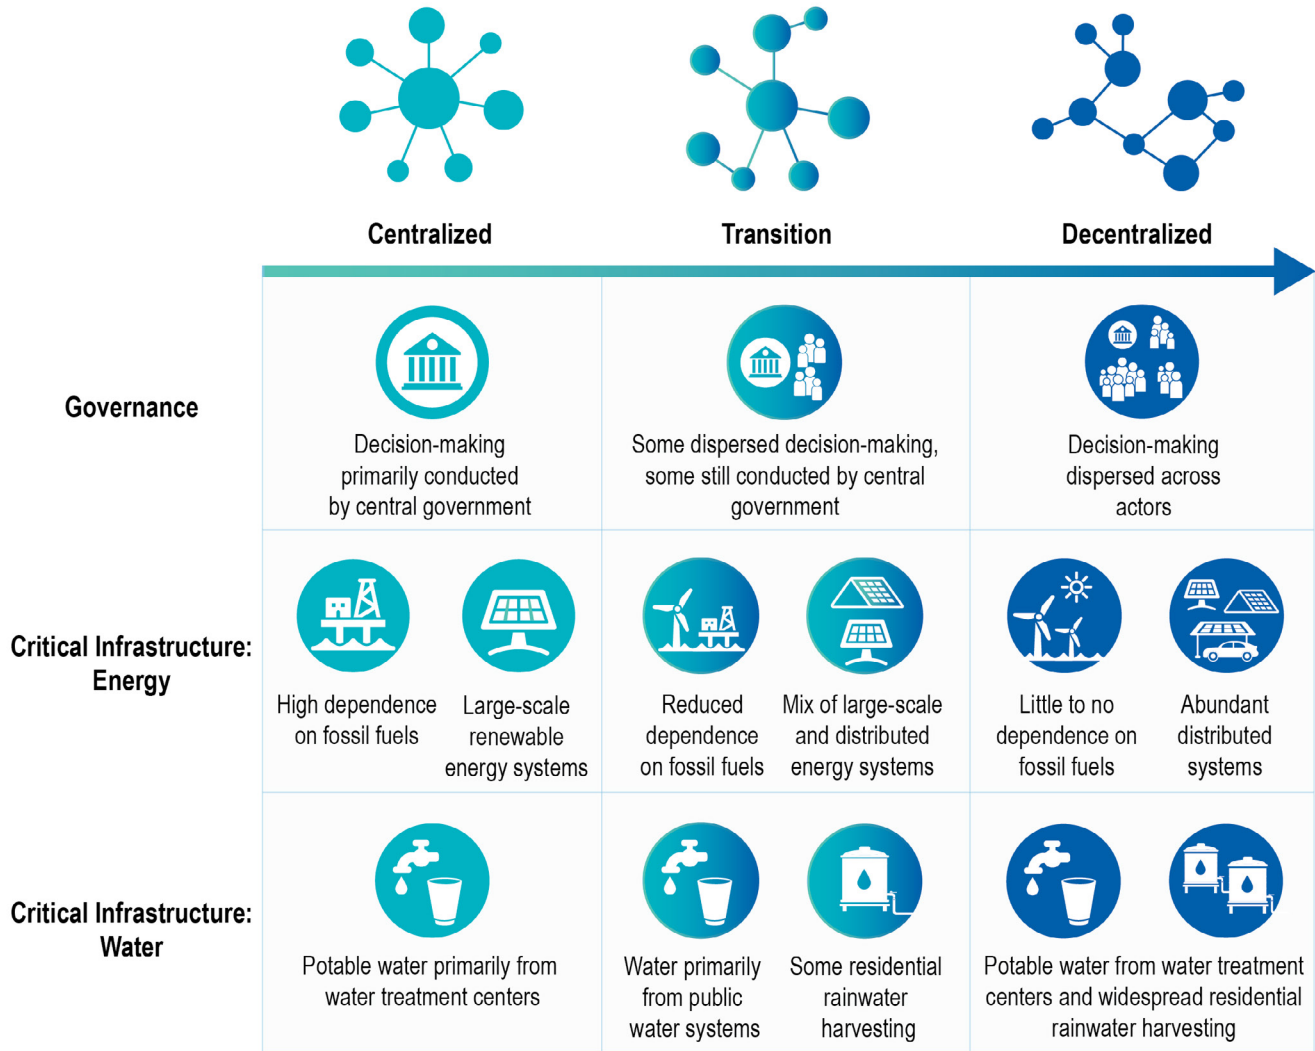 Centralized
Transition
Decentralized
Governance
Decision-making
primarily conducted
by central government
Some dispersed decision-making,
some still conducted by central
government
Decision-making
dispersed across
actors
Critical Infrastructure:
Energy
High dependence
on fossil fuels
Large-scale
renewable
energy systems
Reduced
dependence
on fossil fuels
Mix of large-scale
and distributed
energy systems
Little to no
dependence on
fossil fuels
Abundant
distributed
systems
Critical Infrastructure:
Water
Potable water primarily from
water treatment centers
Water primarily
from public
water systems
Some residential
rainwater
harvesting
Potable water from water treatment
centers and widespread residential
rainwater harvesting